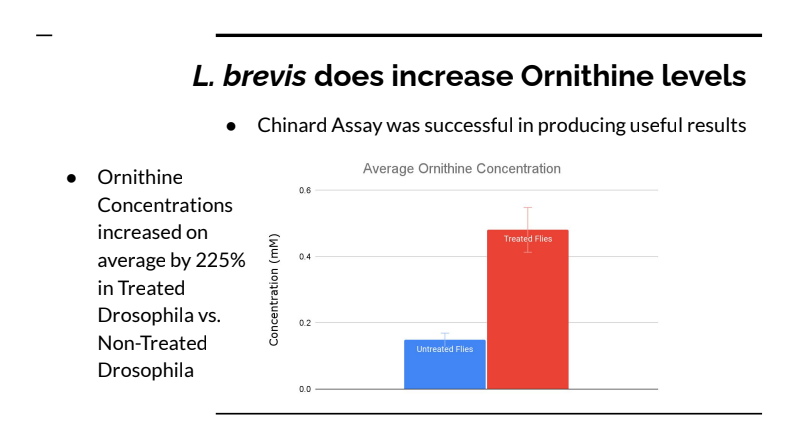 L. brevis does increase Ornithine levels
● Chinard Assay was successful in producing useful results
● Ornithine
Concentrations
increased on
average by 225%
in Treated
Drosophila vs.
Non-Treated
Drosophila
Average Ornithine Concentration
Concentration (mM)
0.6
0.4
0.2
0.0
Untreated Flies
Treated Flies